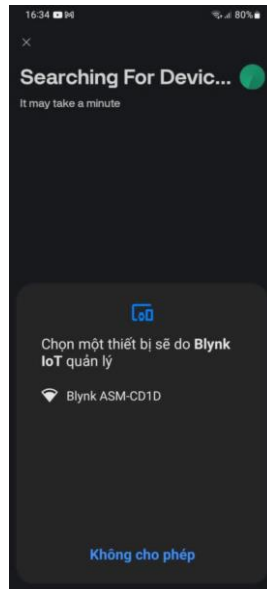 16:34
80%
Searching For Devic...
It may take a minute
Chọn một thiết bị sẽ do Blynk
IoT quản lý
Blynk ASM-CD1D
Không cho phép